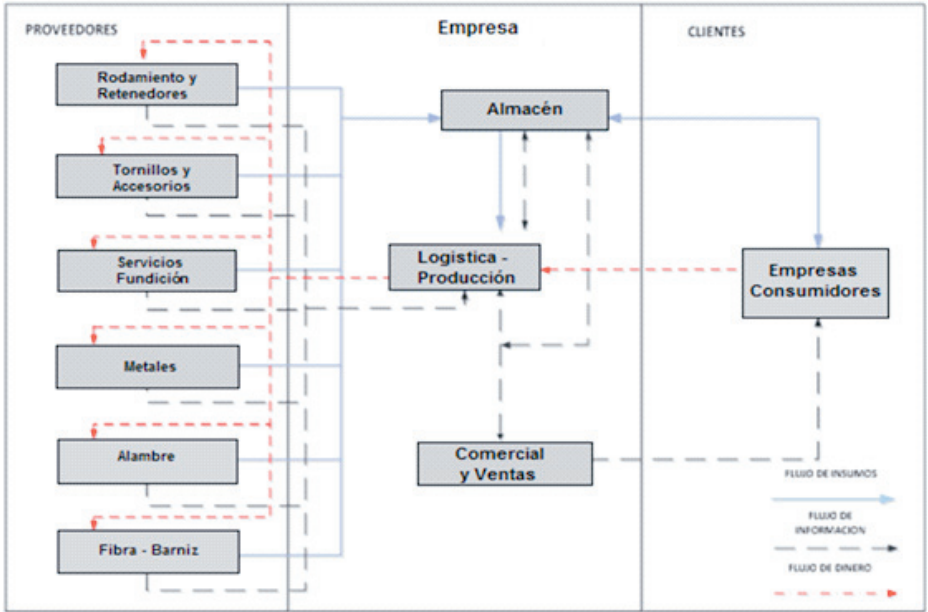 PROVEEDORES
Rodamiento y
Retenedores
Tornillos y
Accesorios
Servicios
Fundición
Metales
Alambre
Fibra - Barniz
Empresa
Almacén
Logistica -
Producción
Comercial
y Ventas
CLIENTES
Empresas
Consumidores
FLUJO DE INSUMOS
FLUJO DE
INFORMACION
FLUJO DE DINERO